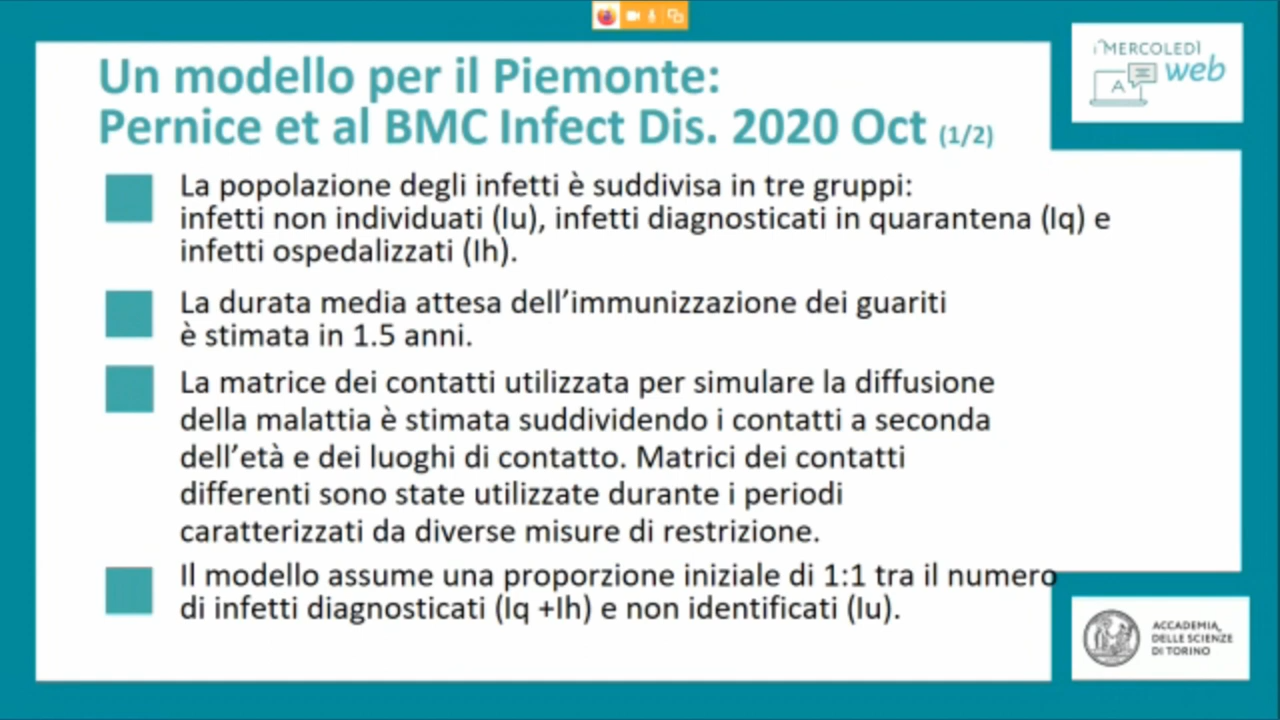 Un modello per il Piemonte:
Pernice et al BMC Infect Dis. 2020 Oct (1/2)
La popolazione degli infetti è suddivisa in tre gruppi:
infetti non individuati (Iu), infetti diagnosticati in quarantena (Iq) e
infetti ospedalizzati (Ih).
La durata media attesa dell’immunizzazione dei guariti
è stimata in 1.5 anni.
La matrice dei contatti utilizzata per simulare la diffusione
della malattia è stimata suddividendo i contatti a seconda
dell’età e dei luoghi di contatto. Matrici dei contatti
differenti sono state utilizzate durante i periodi
caratterizzati da diverse misure di restrizione.
Il modello assume una proporzione iniziale di 1:1 tra il numero
di infetti diagnosticati (Iq +Ih) e non identificati (Iu).
i MERCOLEDÌ
A
web
ACCADEMIA
DELLE SCIENZE
DI TORINO